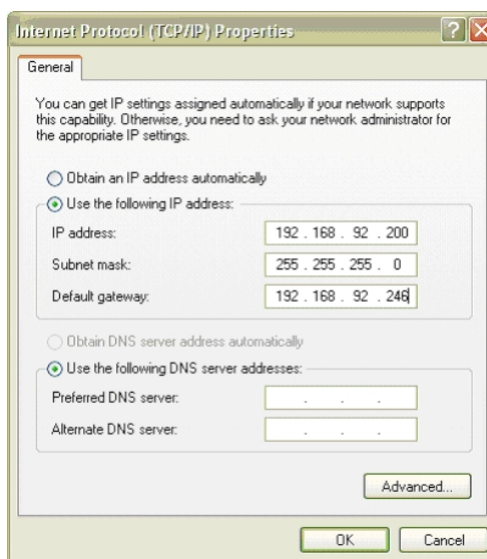 Internet Protocol (TCP/IP) Properties
General
You can get IP settings assigned automatically if your network supports
this capability. Otherwise, you need to ask your network administrator for
the appropriate IP settings.
Obtain an IP address automatically
Use the following IP address:
IP address: 192 . 168 . 92 . 200
Subnet mask: 255 . 255 . 255 . 0
Default gateway: 192 . 168 . 92 . 246
Obtain DNS server address automatically
Use the following DNS server addresses:
Preferred DNS server: . . .
Alternate DNS server: . . .
Advanced...
OK Cancel